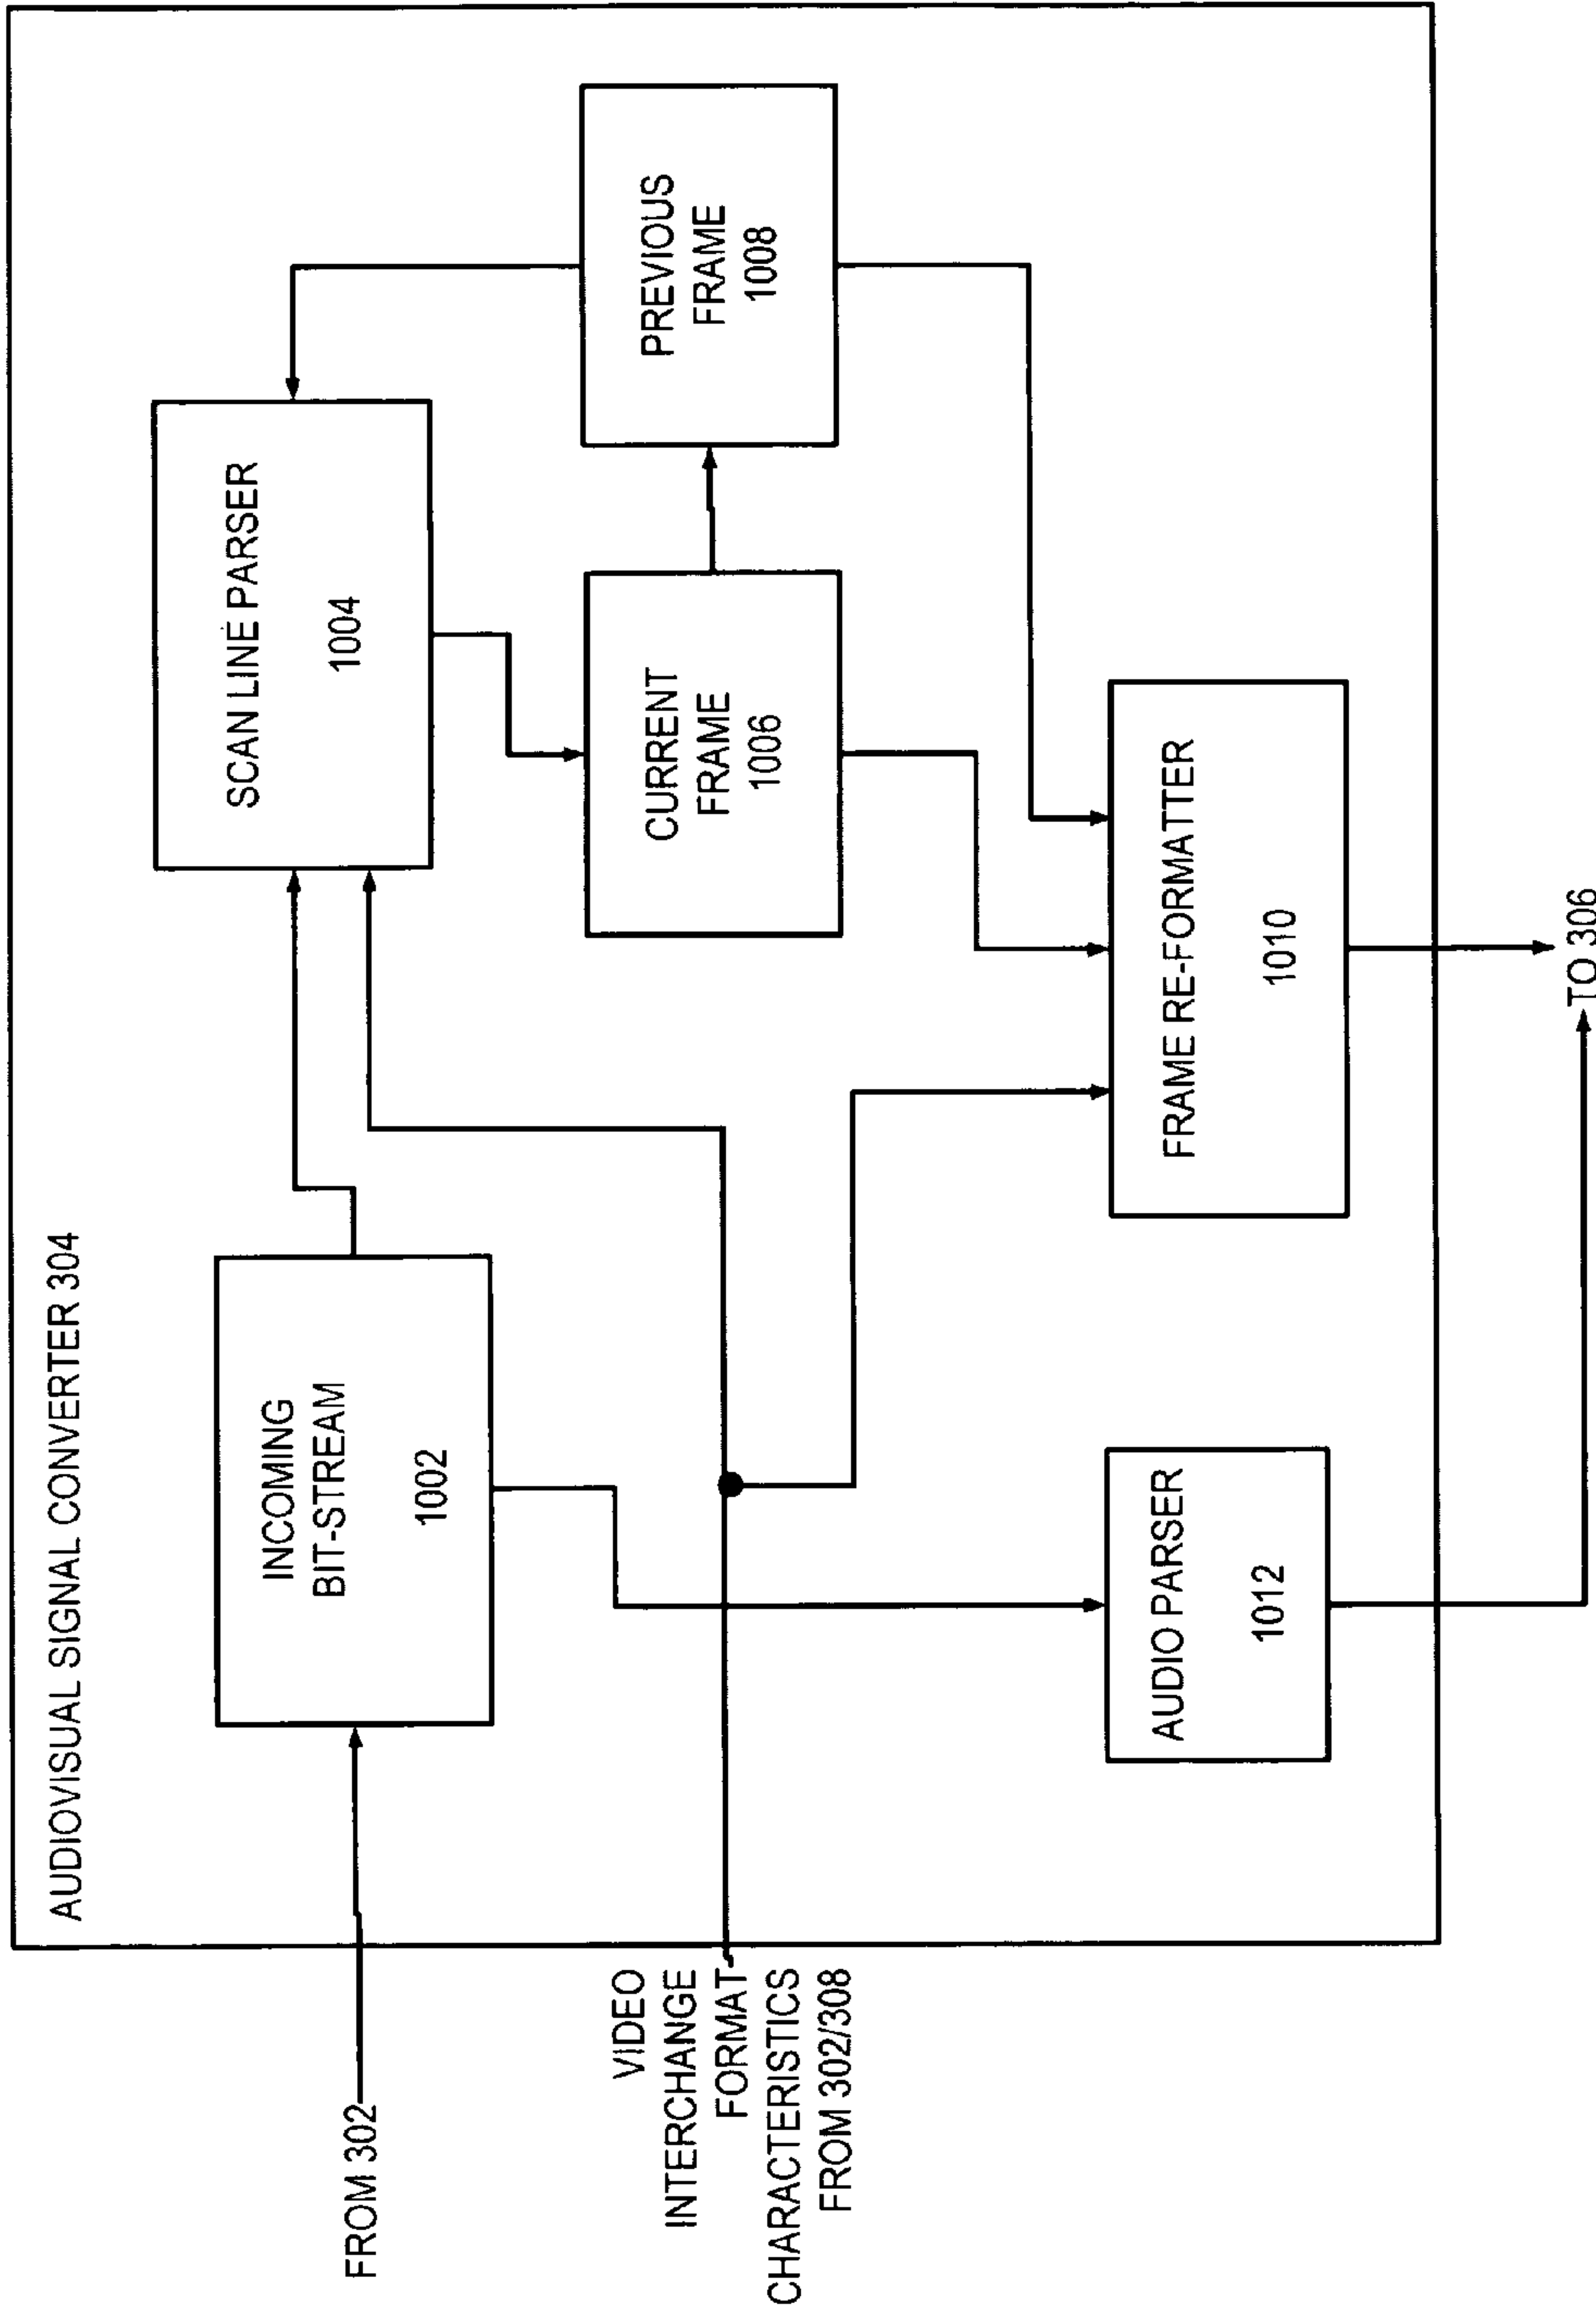 AUDIOVISUAL SIGNAL CONVERTER 304
FROM 302
INCOMING
BIT-STREAM
1002
SCAN LINE PARSER
1004
VIDEO
INTERCHANGE
FORMAT
CHARACTERISTICS
FROM 302/308
CURRENT
FRAME
1006
PREVIOUS
FRAME
1008
AUDIO PARSER
1012
FRAME RE-FORMATTER
1010
TO 306